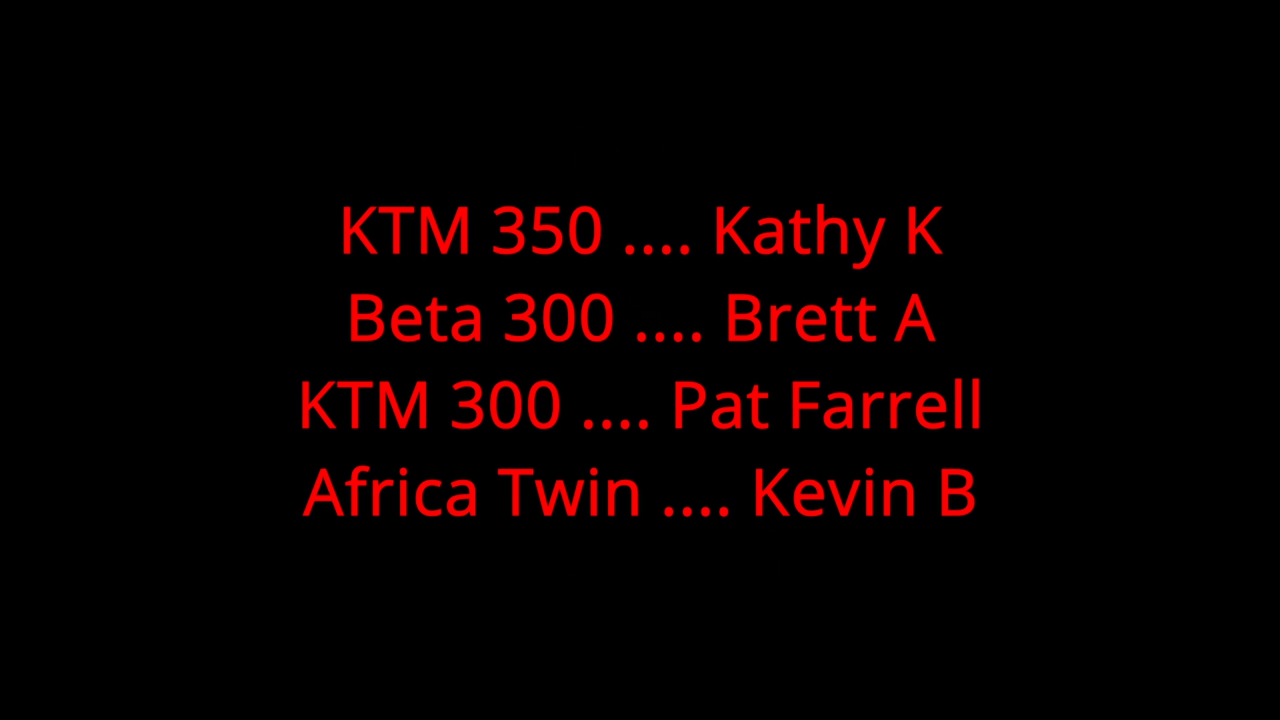 KTM 350 .... Kathy K
Beta 300 .... Brett A
KTM 300 .... Pat Farrell
Africa Twin .... Kevin B